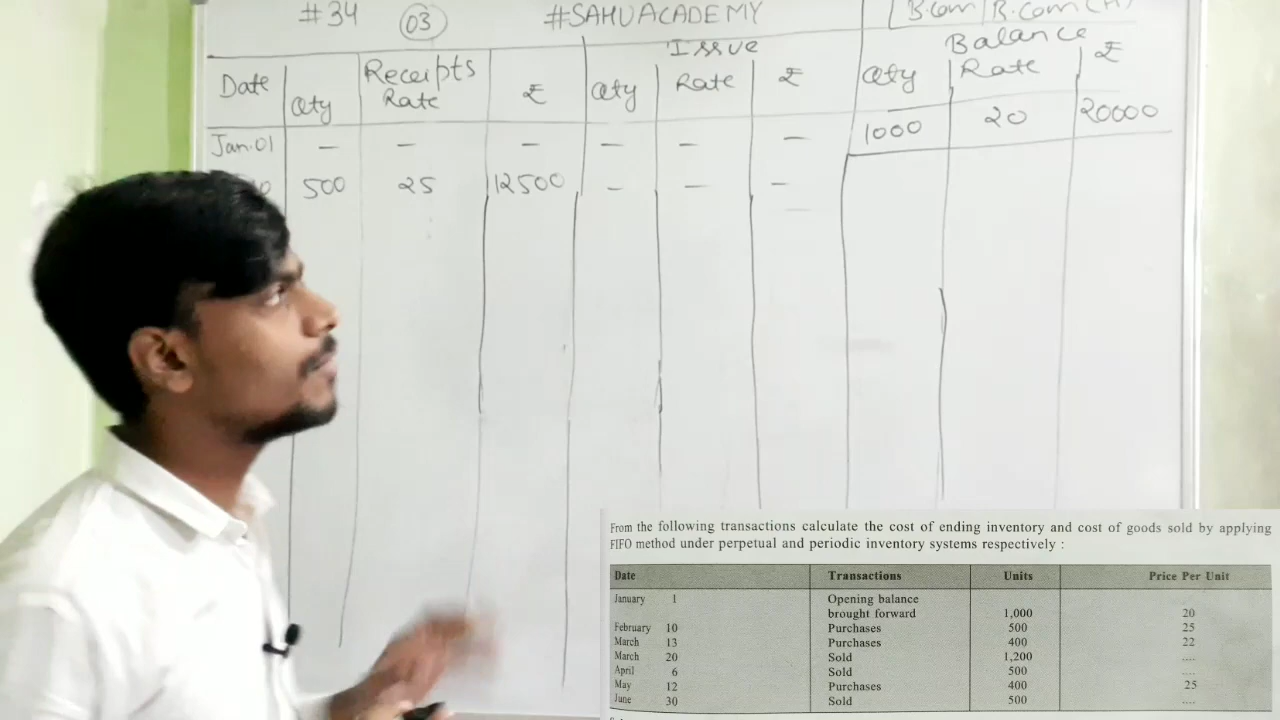 #34 03 #SAHUACADEMY B.Com/B.Com (H)
Receipts Issue Balance
Date Qty Rate ₹ Qty Rate ₹ Qty Rate ₹
Jan.01 - - - - - - 1000 20 20000
500 25 12500 - - -
From the following transactions calculate the cost of ending inventory and cost of goods sold by applying
FIFO method under perpetual and periodic inventory systems respectively :
Date Transactions Units Price Per Unit
January 1 Opening balance
brought forward 1,000 20
February 10 Purchases 500 25
March 13 Purchases 400 22
March 20 Sold 1,200 ....
April 6 Sold 500 ....
May 12 Purchases 400 25
June 30 Sold 500 ....